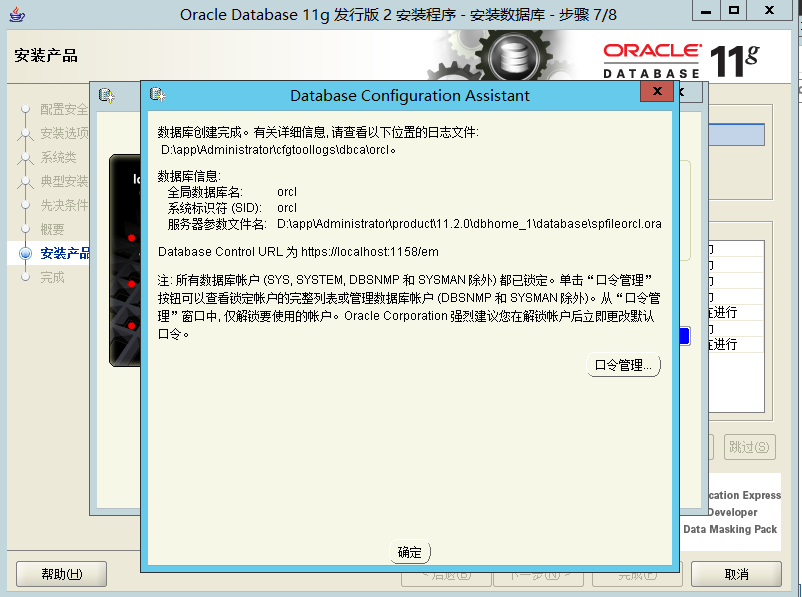 Oracle Database 11g 发行版 2 安装程序 - 安装数据库 - 步骤 7/8
安装产品
ORACLE
DATABASE
11g
配置安全
安装选项
系统类
典型安装
先决条件
概要
安装产品
完成
Database Configuration Assistant
数据库创建完成。有关详细信息, 请查看以下位置的日志文件:
D:\app\Administrator\cfgtoollogs\dbca\orcl。
数据库信息:
全局数据库名: orcl
系统标识符 (SID): orcl
服务器参数文件名: D:\app\Administrator\product\11.2.0\dbhome_1\database\spfileorcl.ora
Database Control URL 为 https://localhost:1158/em
注: 所有数据库帐户 (SYS, SYSTEM, DBSNMP 和 SYSMAN 除外) 都已锁定。单击“口令管理”
按钮可以查看锁定帐户的完整列表或管理数据库帐户 (DBSNMP 和 SYSMAN 除外)。从“口令管
理”窗口中, 仅解锁要使用的帐户。Oracle Corporation 强烈建议您在解锁帐户后立即更改默认
口令。
口令管理...
确定
进行
进行
跳过(S)
cation Express
Developer
Data Masking Pack
帮助(H)
< 后退(B)
下一步(N) >
完成(F)
取消